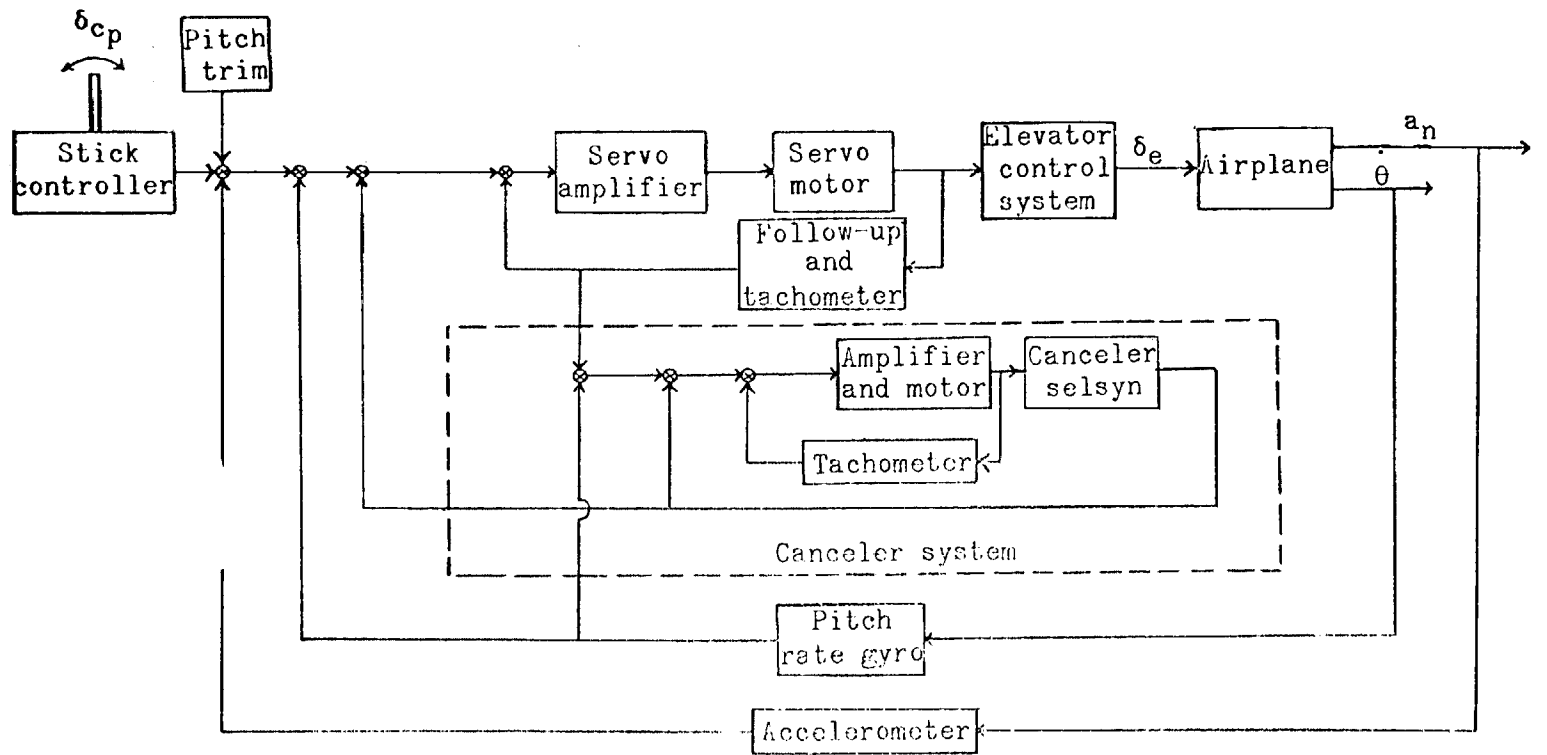 δcp
Pitch
trim
Stick
controller
Servo
amplifier
Servo
motor
Elevator
control
system
δe
Airplane
an
θ̇
Follow-up
and
tachometer
Amplifier
and motor
Canceler
selsyn
Tachometer
Canceler system
Pitch
rate gyro
Accelerometer